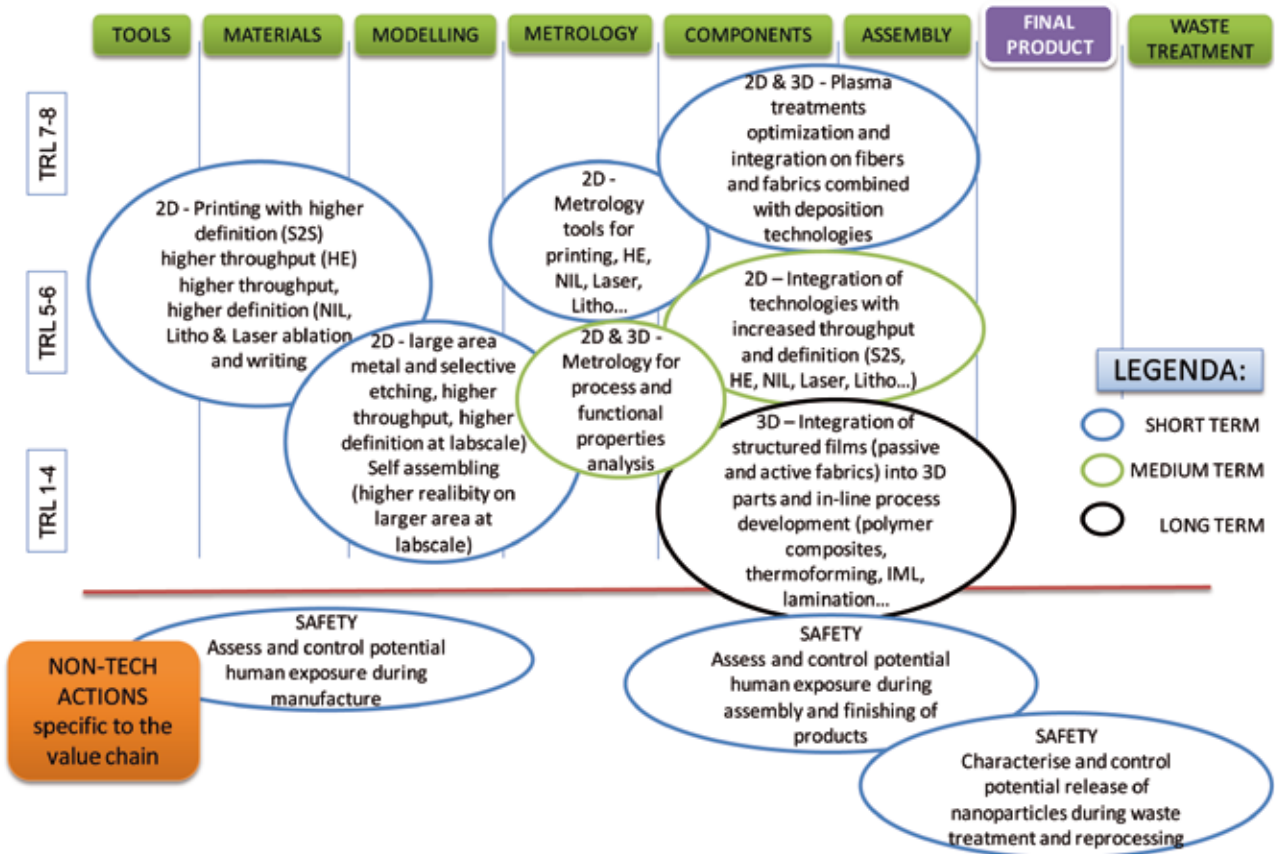 TOOLS
MATERIALS
MODELLING
METROLOGY
COMPONENTS
ASSEMBLY
FINAL
PRODUCT
WASTE
TREATMENT
TRL 7-8
TRL 5-6
TRL 1-4
2D - Printing with higher
definition (S2S)
higher throughput (HE)
higher throughput,
higher definition (NIL,
Litho & Laser ablation
and writing
2D - large area
metal and selective
etching, higher
throughput, higher
definition at labscale)
Self assembling
(higher realibity on
larger area at
labscale)
2D -
Metrology
tools for
printing, HE,
NIL, Laser,
Litho...
2D & 3D -
Metrology for
process and
functional
properties
analysis
2D & 3D - Plasma
treatments
optimization and
integration on fibers
and fabrics combined
with deposition
technologies
2D – Integration of
technologies with
increased throughput
and definition (S2S,
HE, NIL, Laser, Litho...)
3D – Integration of
structured films (passive
and active fabrics) into 3D
parts and in-line process
development (polymer
composites,
thermoforming, IML,
lamination...
LEGENDA:
SHORT TERM
MEDIUM TERM
LONG TERM
NON-TECH
ACTIONS
specific to the
value chain
SAFETY
Assess and control potential
human exposure during
manufacture
SAFETY
Assess and control potential
human exposure during
assembly and finishing of
products
SAFETY
Characterise and control
potential release of
nanoparticles during waste
treatment and reprocessing